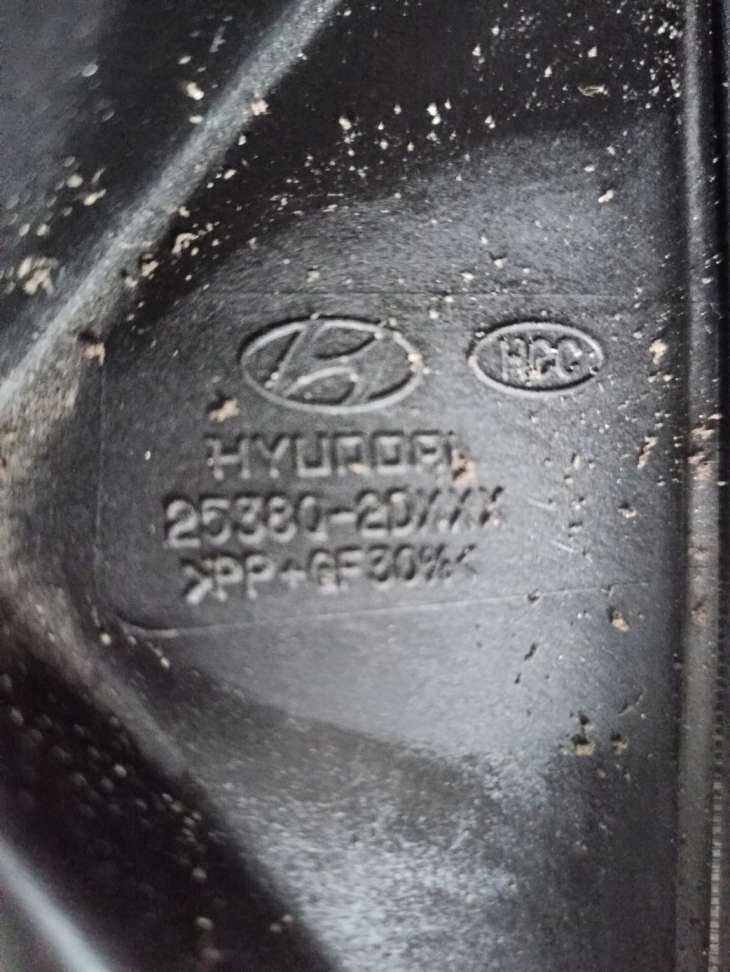 HCC
HYUNDAI
25380-2DXXX
>PP+GF30%<